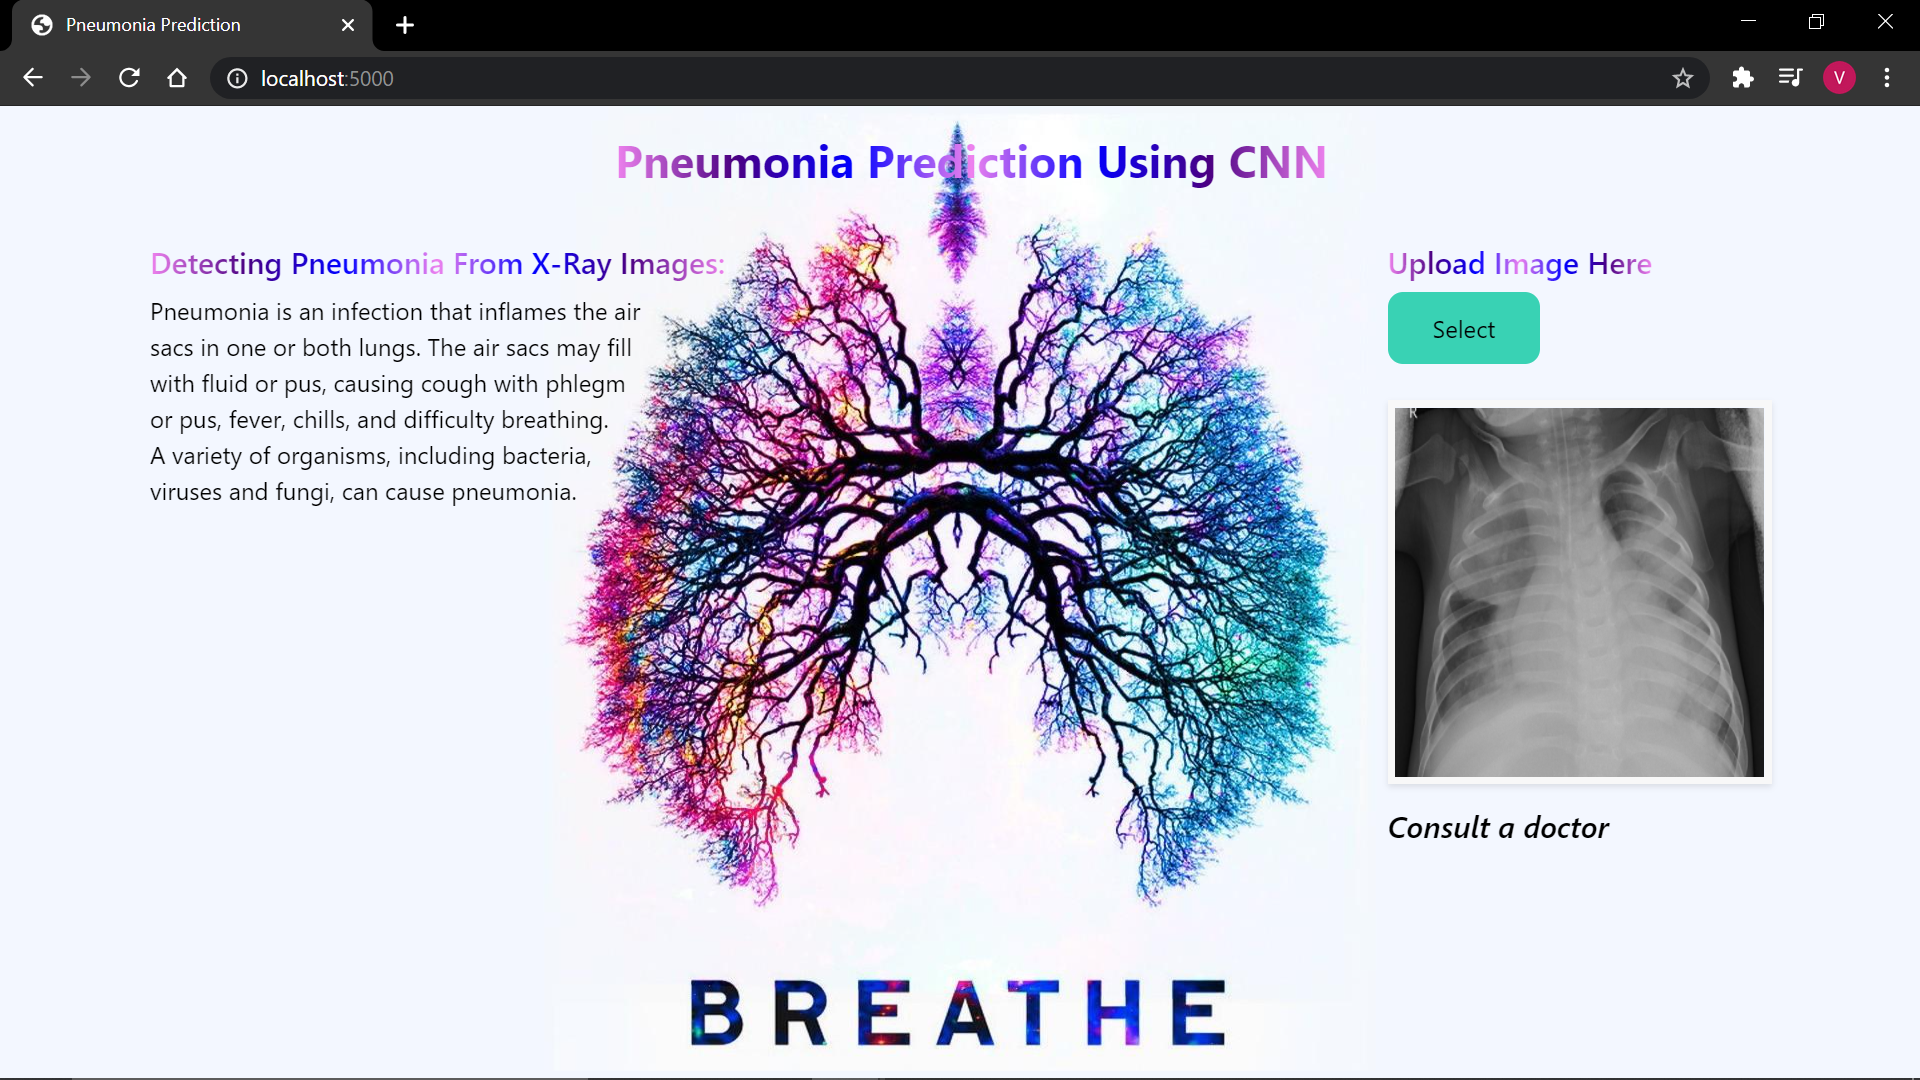 Pneumonia Prediction
localhost:5000
V
Pneumonia Prediction Using CNN
Detecting Pneumonia From X-Ray Images:
Pneumonia is an infection that inflames the air
sacs in one or both lungs. The air sacs may fill
with fluid or pus, causing cough with phlegm
or pus, fever, chills, and difficulty breathing.
A variety of organisms, including bacteria,
viruses and fungi, can cause pneumonia.
Upload Image Here
Select
R
Consult a doctor
BREATHE